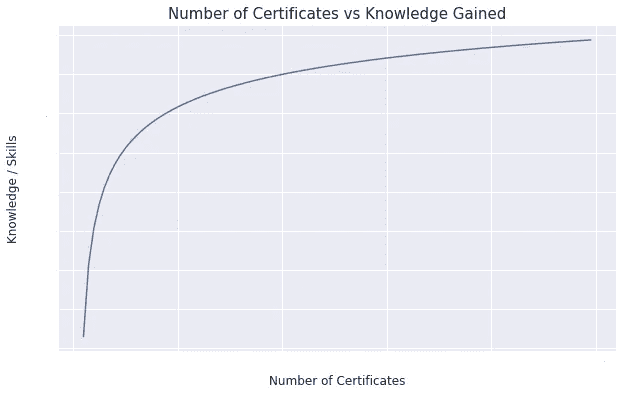 Number of Certificates vs Knowledge Gained
Knowledge / Skills
Number of Certificates